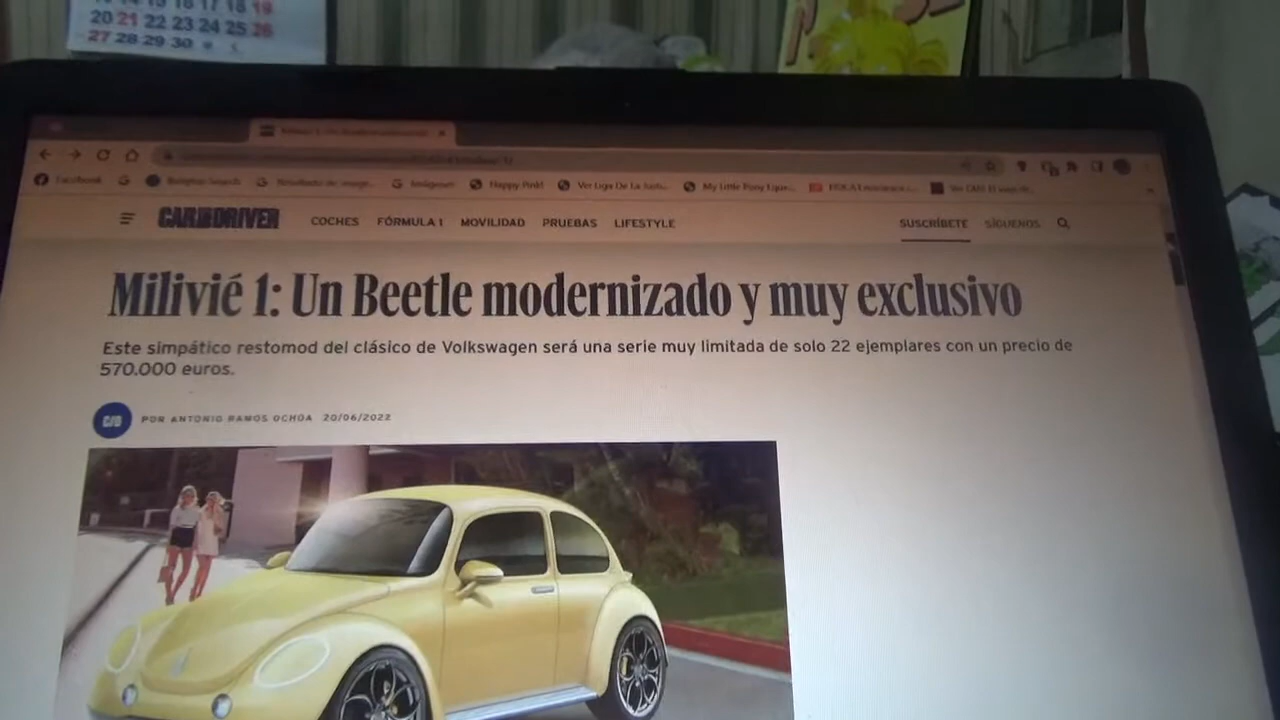 20 21 22 23 24 25 26
27 28 29 30
Facebook
Happy Pink!
CAR AND DRIVER
COCHES FÓRMULA 1 MOVILIDAD PRUEBAS LIFESTYLE
SUSCRÍBETE SÍGUENOS
Milivié 1: Un Beetle modernizado y muy exclusivo
Este simpático restomod del clásico de Volkswagen será una serie muy limitada de solo 22 ejemplares con un precio de
570.000 euros.
C/D POR ANTONIO RAMOS OCHOA 20/06/2022